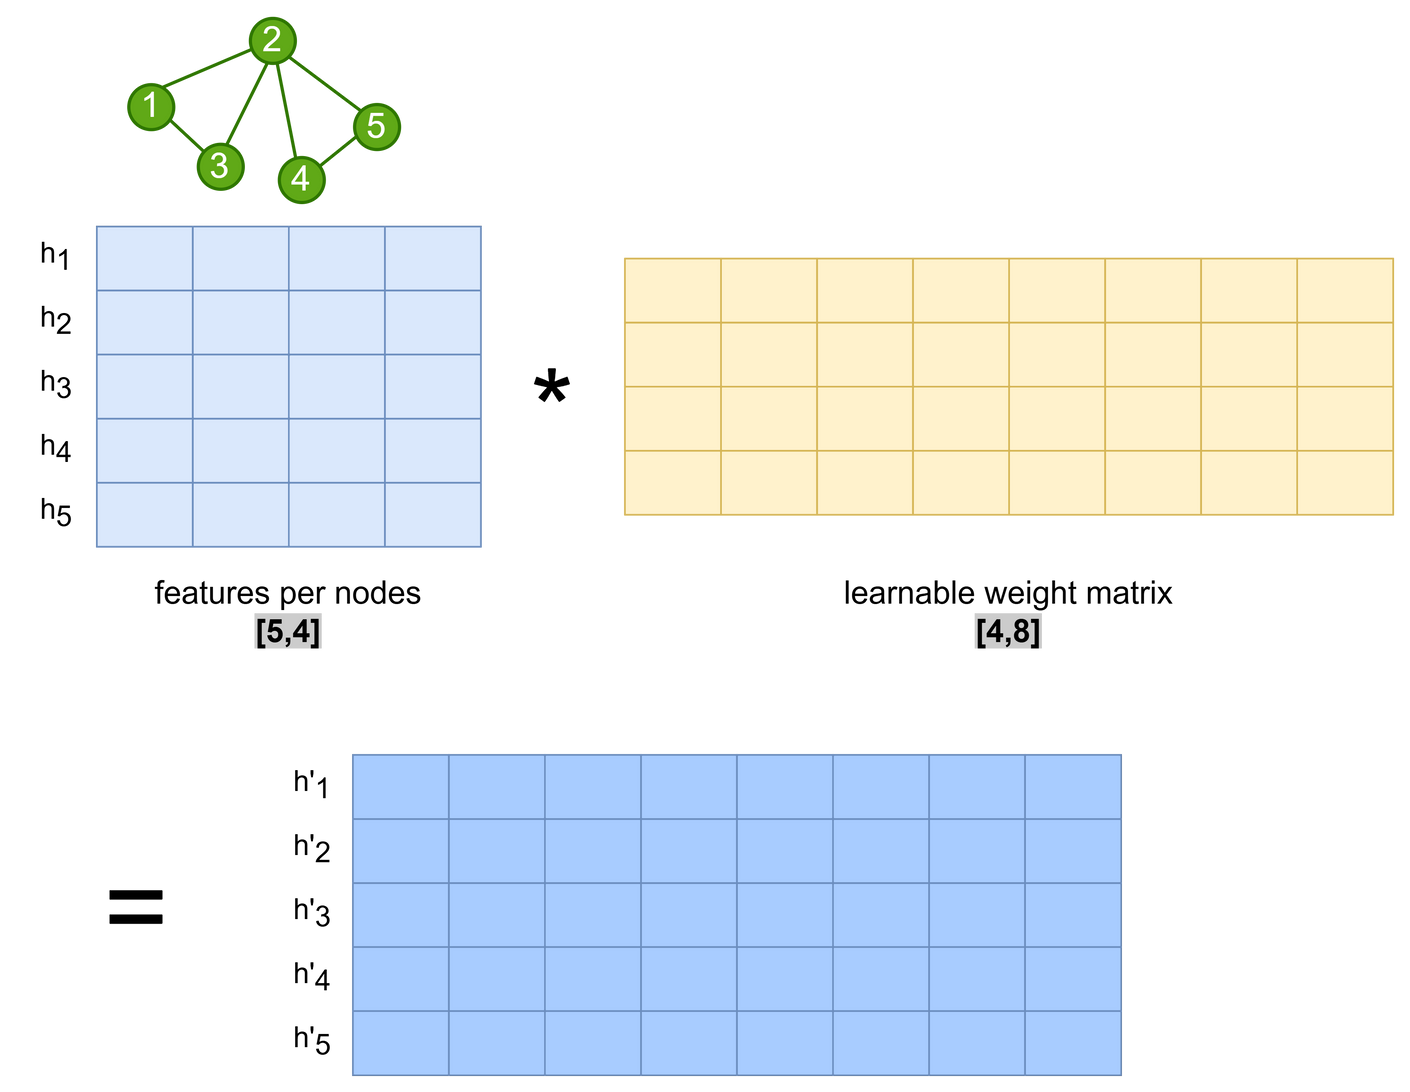 2
1
5
3
4
h1
h2
h3
h4
h5
*
features per nodes
[5,4]
learnable weight matrix
[4,8]
=
h'1
h'2
h'3
h'4
h'5